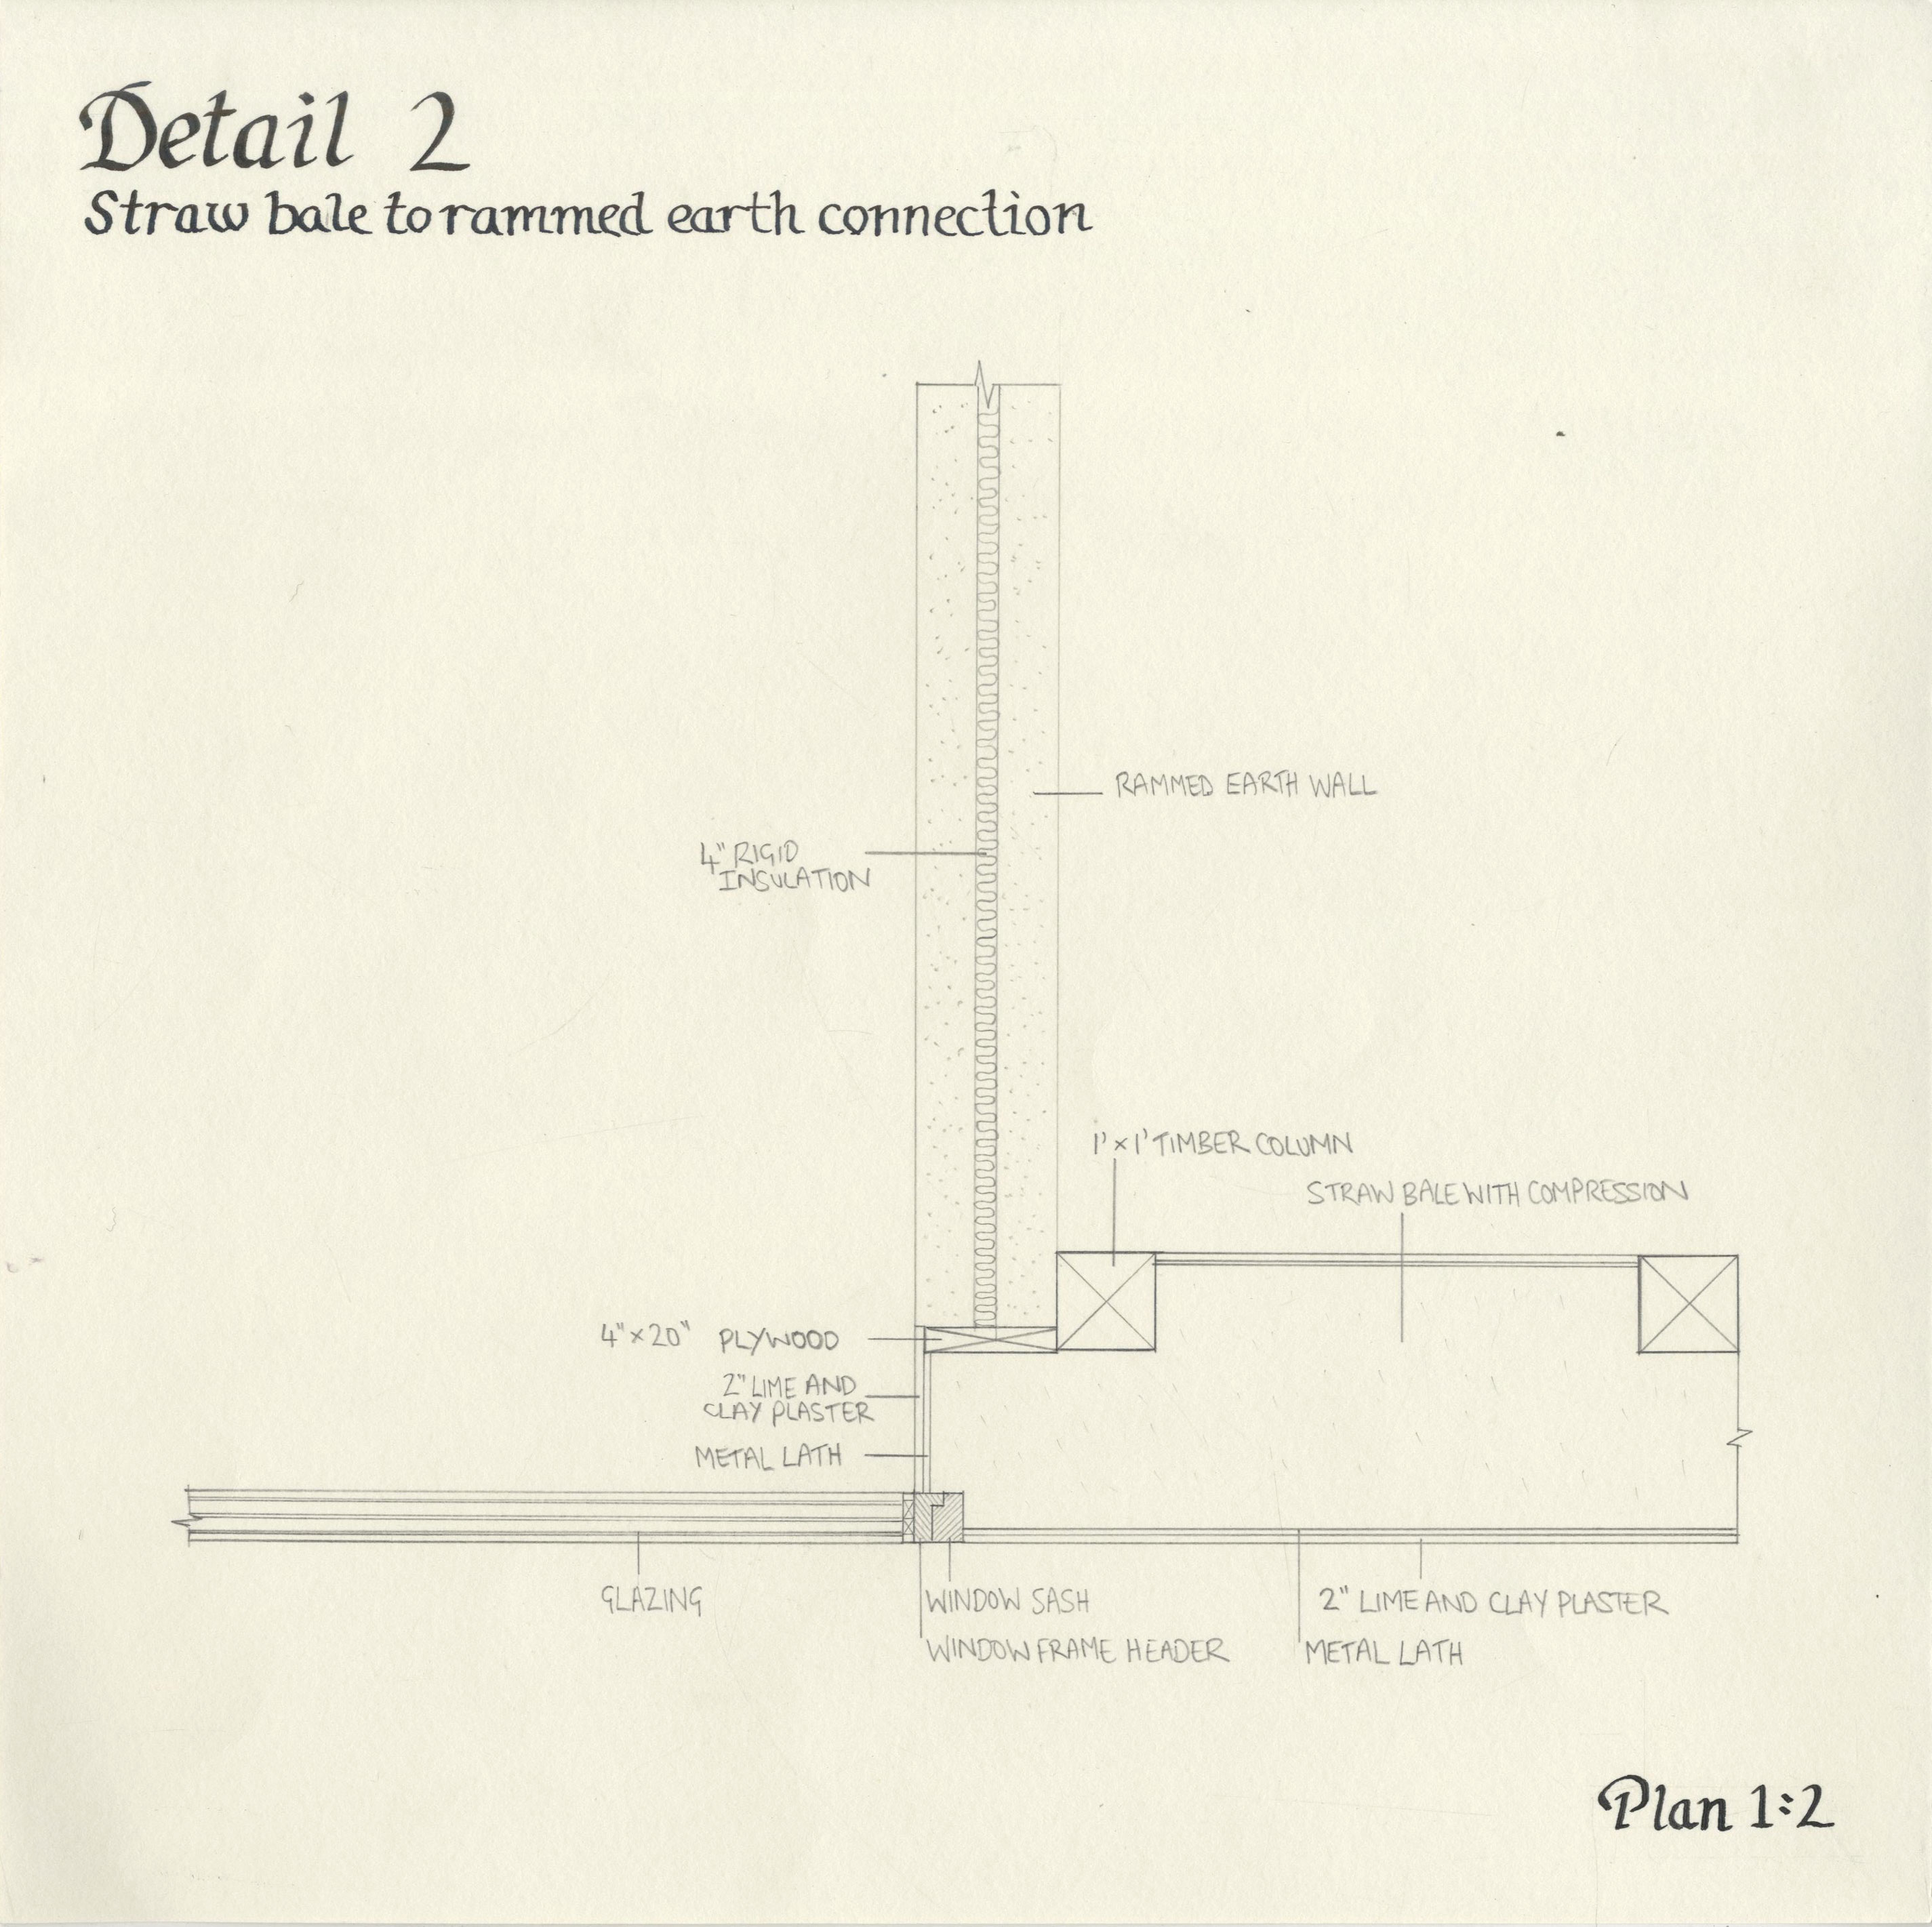 Detail 2
Straw bale to rammed earth connection
RAMMED EARTH WALL
4" RIGID
INSULATION
1' x 1' TIMBER COLUMN
STRAW BALE WITH COMPRESSION
4" x 20" PLYWOOD
2" LIME AND
CLAY PLASTER
METAL LATH
GLAZING
WINDOW SASH
WINDOW FRAME HEADER
2" LIME AND CLAY PLASTER
METAL LATH
Plan 1:2